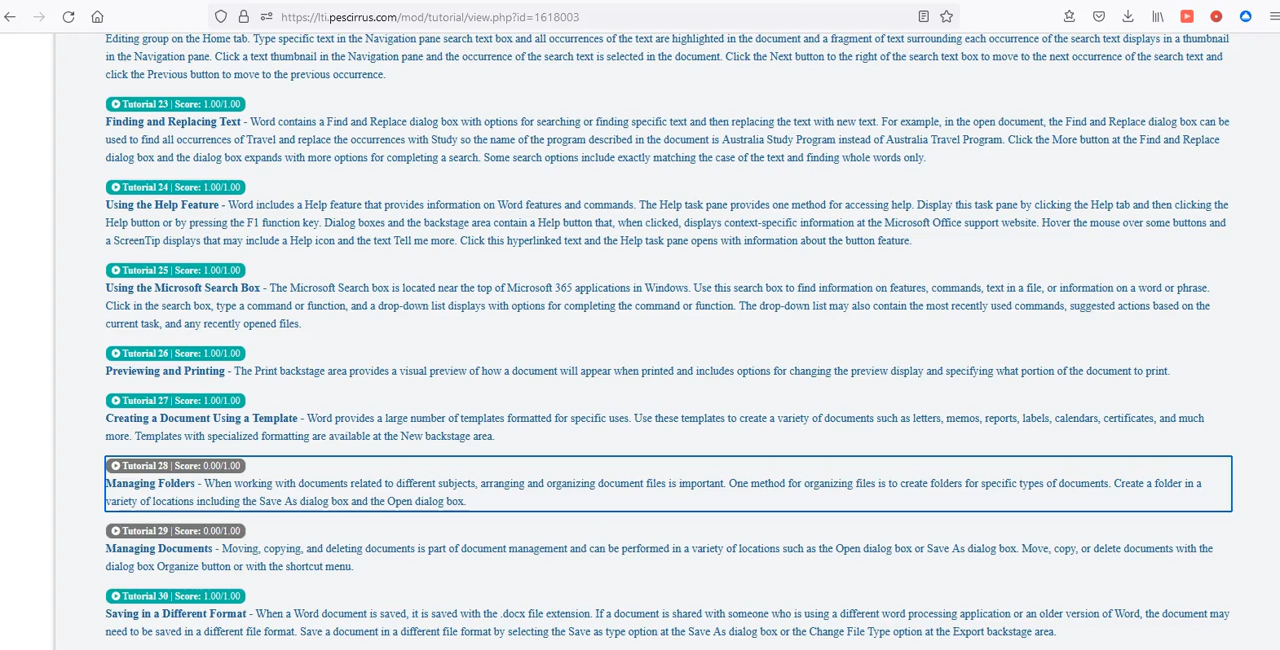 https://lti.pescirrus.com/mod/tutorial/view.php?id=1618003
Editing group on the Home tab. Type specific text in the Navigation pane search text box and all occurrences of the text are highlighted in the document and a fragment of text surrounding each occurrence of the search text displays in a thumbnail
in the Navigation pane. Click a text thumbnail in the Navigation pane and the occurrence of the search text is selected in the document. Click the Next button to the right of the search text box to move to the next occurrence of the search text and
click the Previous button to move to the previous occurrence.
Tutorial 23 | Score: 1.00/1.00
Finding and Replacing Text - Word contains a Find and Replace dialog box with options for searching or finding specific text and then replacing the text with new text. For example, in the open document, the Find and Replace dialog box can be
used to find all occurrences of Travel and replace the occurrences with Study so the name of the program described in the document is Australia Study Program instead of Australia Travel Program. Click the More button at the Find and Replace
dialog box and the dialog box expands with more options for completing a search. Some search options include exactly matching the case of the text and finding whole words only.
Tutorial 24 | Score: 1.00/1.00
Using the Help Feature - Word includes a Help feature that provides information on Word features and commands. The Help task pane provides one method for accessing help. Display this task pane by clicking the Help tab and then clicking the
Help button or by pressing the F1 function key. Dialog boxes and the backstage area contain a Help button that, when clicked, displays context-specific information at the Microsoft Office support website. Hover the mouse over some buttons and
a ScreenTip displays that may include a Help icon and the text Tell me more. Click this hyperlinked text and the Help task pane opens with information about the button feature.
Tutorial 25 | Score: 1.00/1.00
Using the Microsoft Search Box - The Microsoft Search box is located near the top of Microsoft 365 applications in Windows. Use this search box to find information on features, commands, text in a file, or information on a word or phrase.
Click in the search box, type a command or function, and a drop-down list displays with options for completing the command or function. The drop-down list may also contain the most recently used commands, suggested actions based on the
current task, and any recently opened files.
Tutorial 26 | Score: 1.00/1.00
Previewing and Printing - The Print backstage area provides a visual preview of how a document will appear when printed and includes options for changing the preview display and specifying what portion of the document to print.
Tutorial 27 | Score: 1.00/1.00
Creating a Document Using a Template - Word provides a large number of templates formatted for specific uses. Use these templates to create a variety of documents such as letters, memos, reports, labels, calendars, certificates, and much
more. Templates with specialized formatting are available at the New backstage area.
Tutorial 28 | Score: 0.00/1.00
Managing Folders - When working with documents related to different subjects, arranging and organizing document files is important. One method for organizing files is to create folders for specific types of documents. Create a folder in a
variety of locations including the Save As dialog box and the Open dialog box.
Tutorial 29 | Score: 0.00/1.00
Managing Documents - Moving, copying, and deleting documents is part of document management and can be performed in a variety of locations such as the Open dialog box or Save As dialog box. Move, copy, or delete documents with the
dialog box Organize button or with the shortcut menu.
Tutorial 30 | Score: 1.00/1.00
Saving in a Different Format - When a Word document is saved, it is saved with the .docx file extension. If a document is shared with someone who is using a different word processing application or an older version of Word, the document may
need to be saved in a different file format. Save a document in a different file format by selecting the Save as type option at the Save As dialog box or the Change File Type option at the Export backstage area.